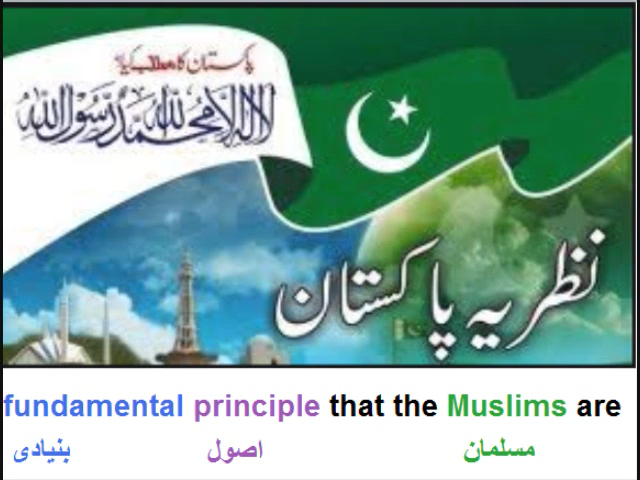 پاکستان کا مطلب کیا؟
لا الہ الا اللہ محمد رسول اللہ
نظریہ پاکستان
fundamental principle that the Muslims are
بنیادی اصول مسلمان